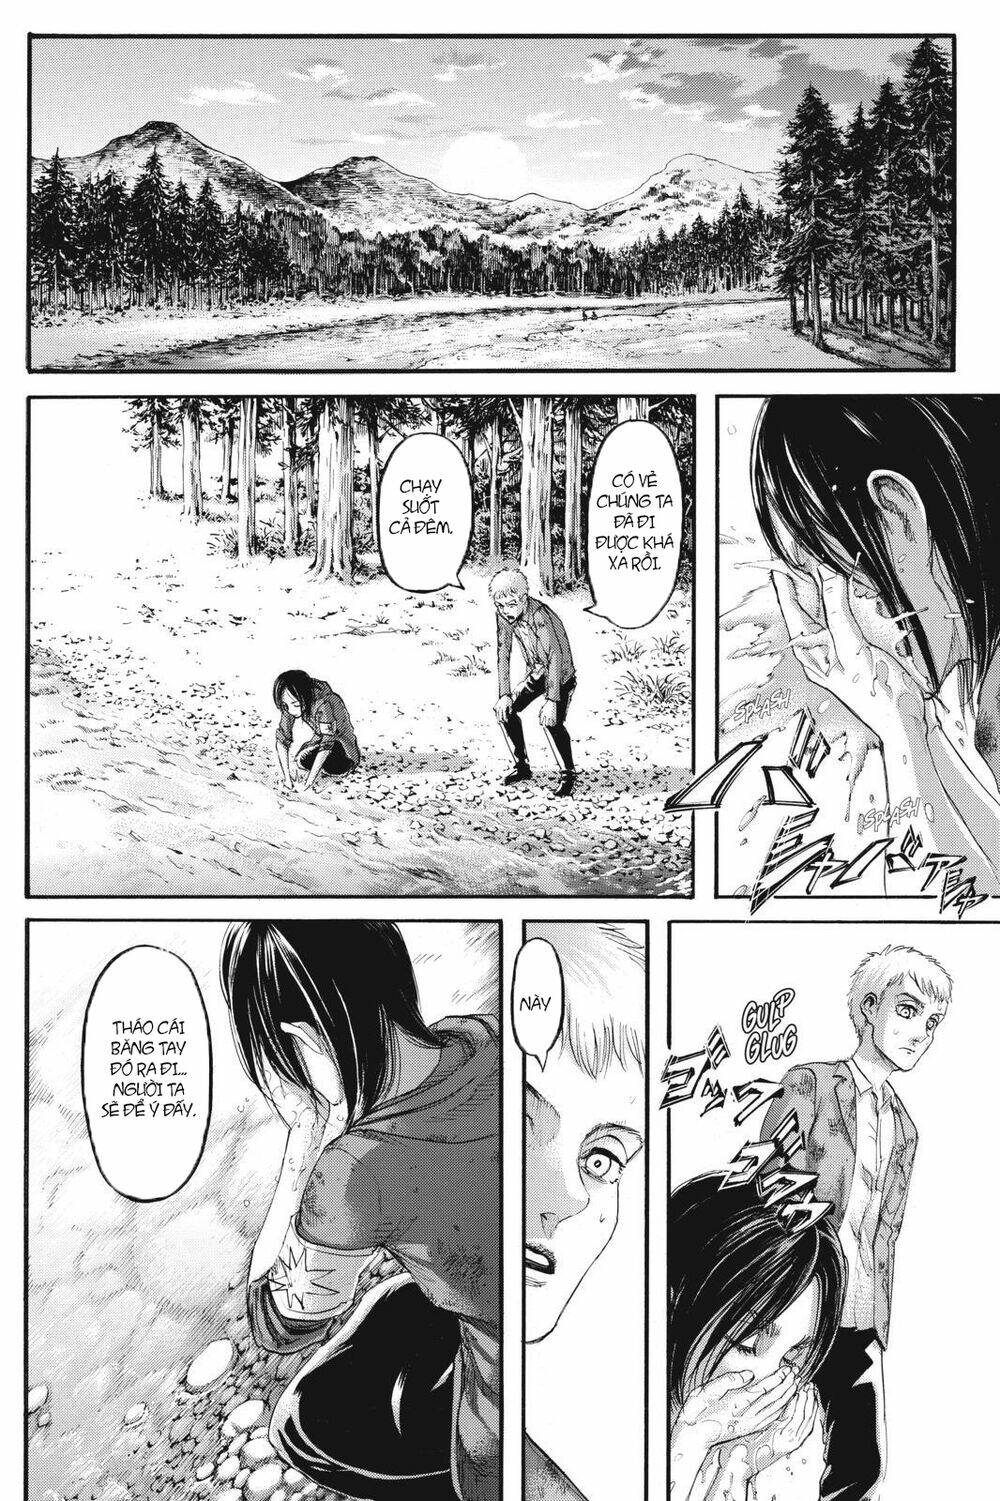 CÓ VẺ
CHÚNG TA
ĐÃ ĐI
ĐƯỢC KHÁ
XA RỒI.
CHẠY
SUỐT
CẢ ĐÊM.
SPLASH
SPLASH
GULP
GLUG
NÀY
THÁO CÁI
BĂNG TAY
ĐÓ RA ĐI...
NGƯỜI TA
SẼ ĐỂ Ý ĐẤY.